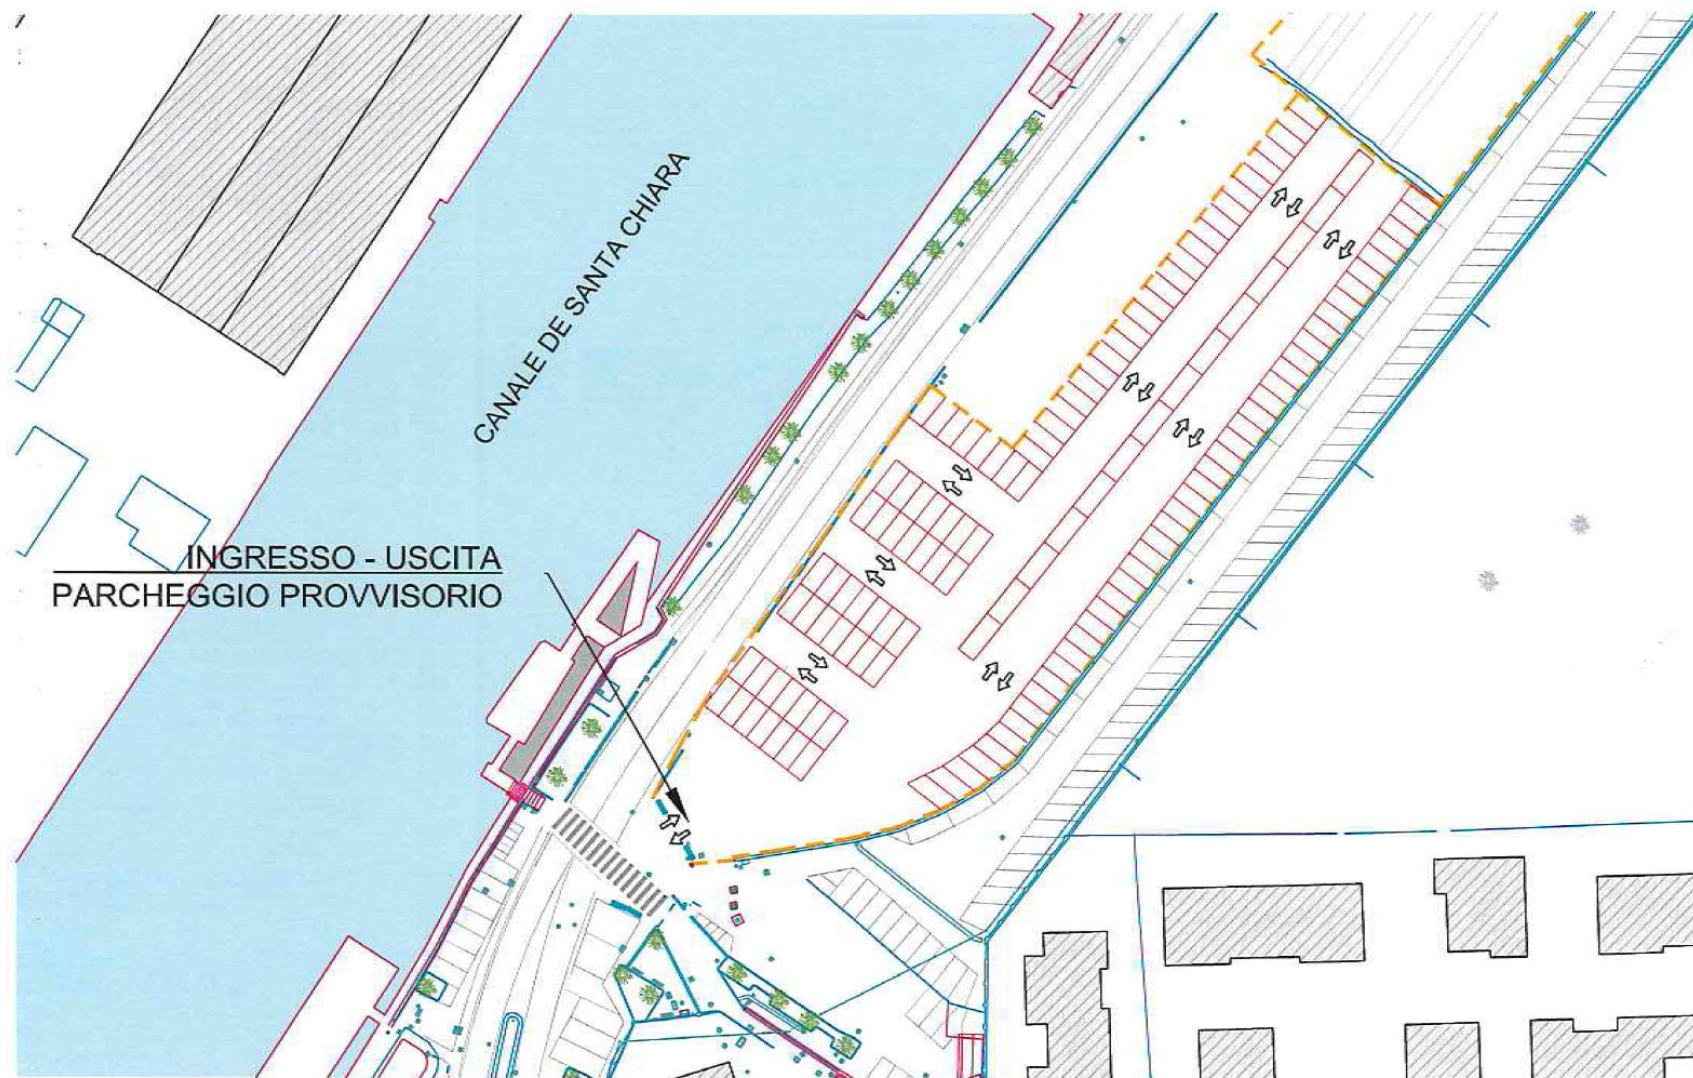 CANALE DE SANTA CHIARA
INGRESSO - USCITA
PARCHEGGIO PROVVISORIO